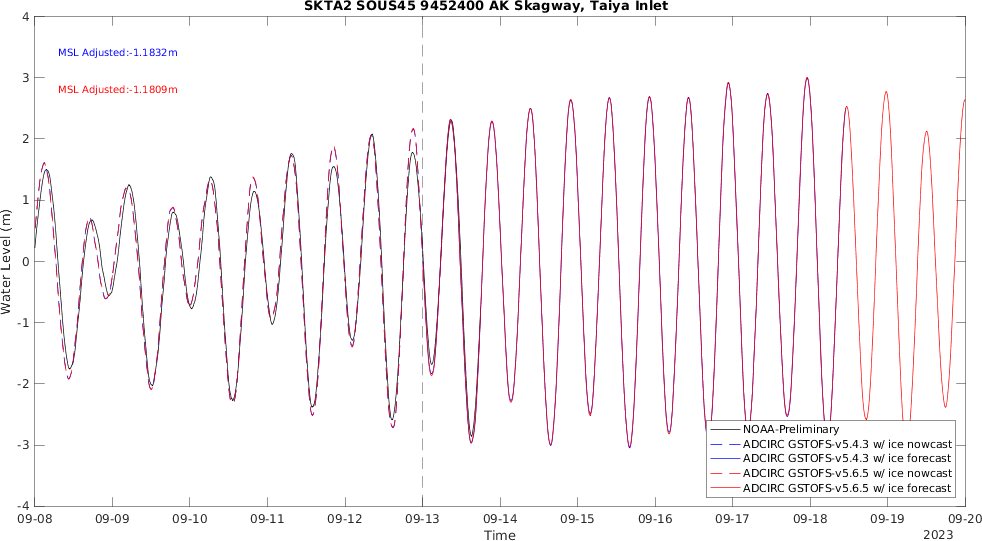 SKTA2 SOUS45 9452400 AK Skagway, Taiya Inlet
MSL Adjusted:-1.1832m
MSL Adjusted:-1.1809m
4
3
2
1
0
-1
-2
-3
-4
Water Level (m)
NOAA-Preliminary
ADCIRC GSTOFS-v5.4.3 w/ ice nowcast
ADCIRC GSTOFS-v5.4.3 w/ ice forecast
ADCIRC GSTOFS-v5.6.5 w/ ice nowcast
ADCIRC GSTOFS-v5.6.5 w/ ice forecast
09-08 09-09 09-10 09-11 09-12 09-13 09-14 09-15 09-16 09-17 09-18 09-19 09-20
Time
2023